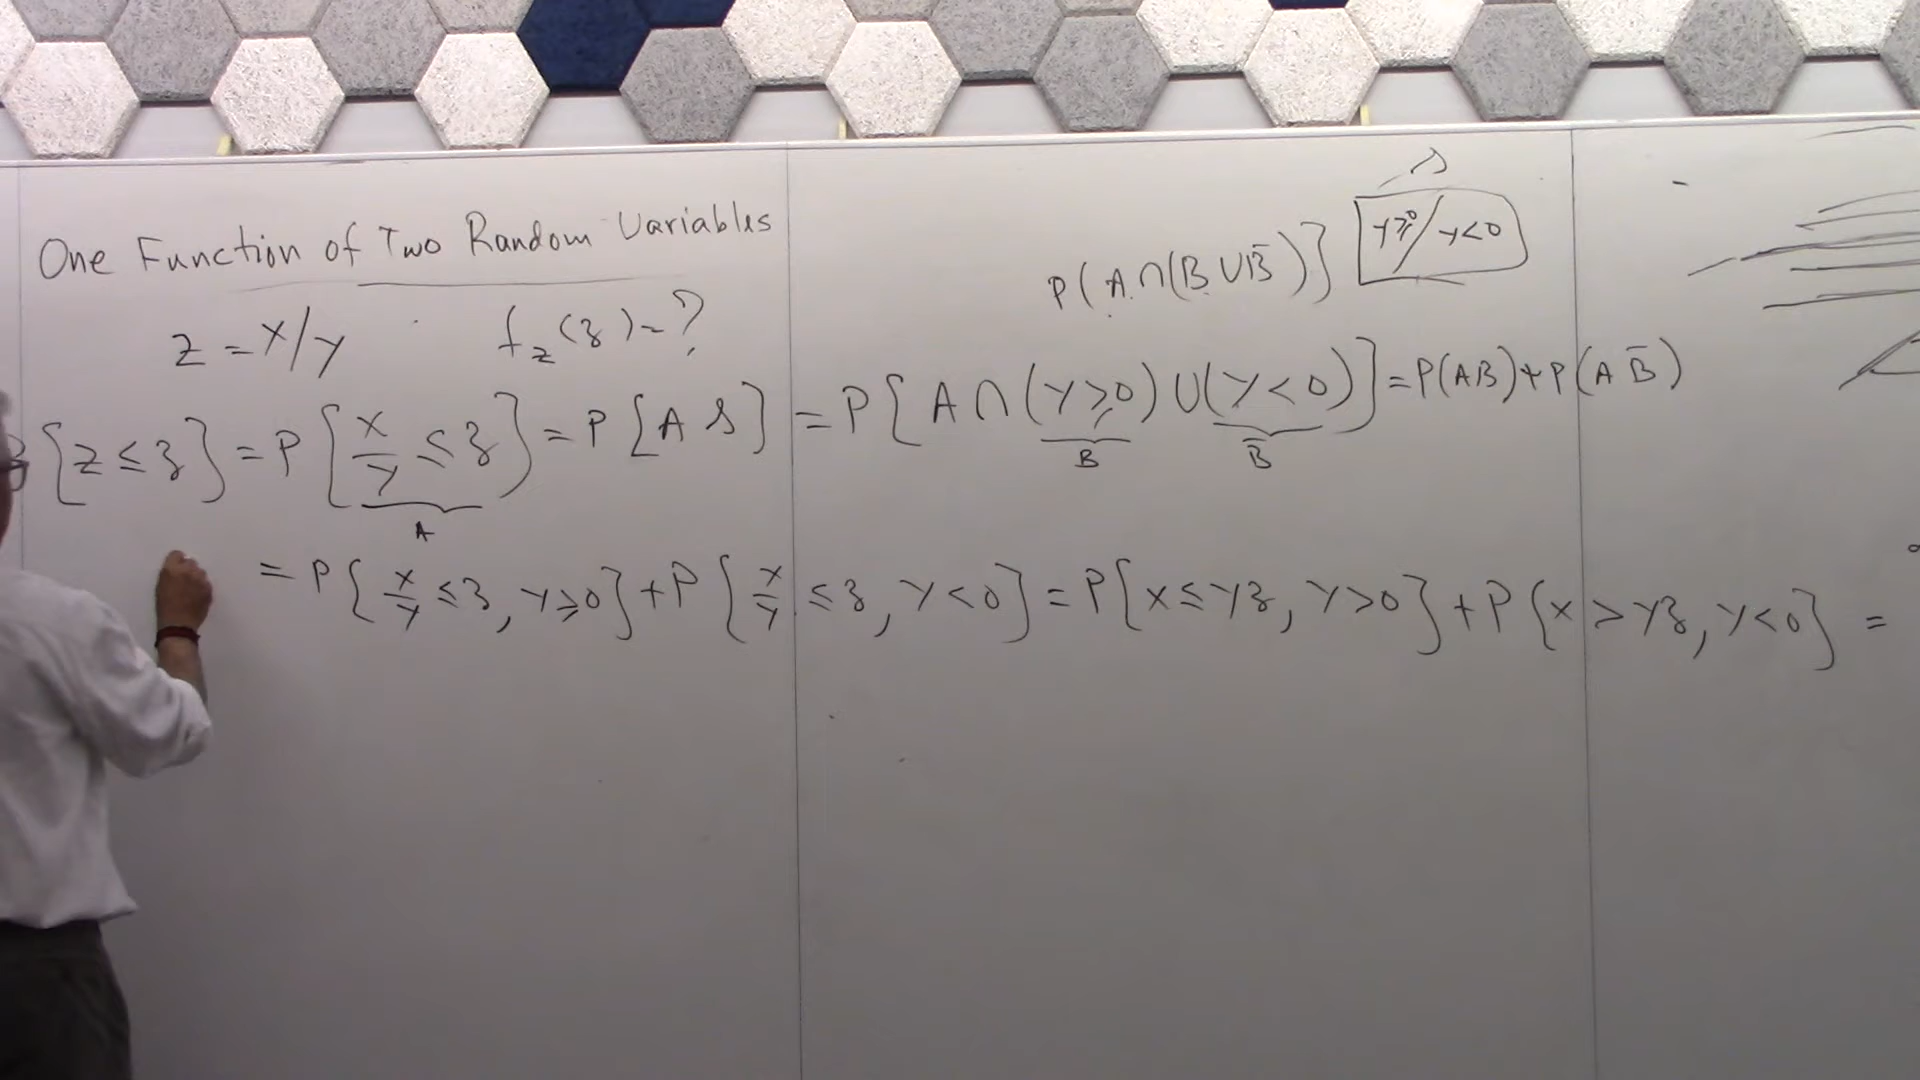 One Function of Two Random Variables
P(A∩(B∪B̄)]
Y≥0/Y<0
Z = X/Y f_Z(z) = ?
P{Z ≤ z} = P{X/Y ≤ z} = P[A S] = P[A∩(Y≥0)∪(Y<0)] = P(AB)+P(AB̄)
A B B̄
= P{X/Y ≤ z, Y≥0}+P{X/Y ≤ z, Y<0} = P{X≤Yz, Y>0}+P{X>Yz, Y<0} =